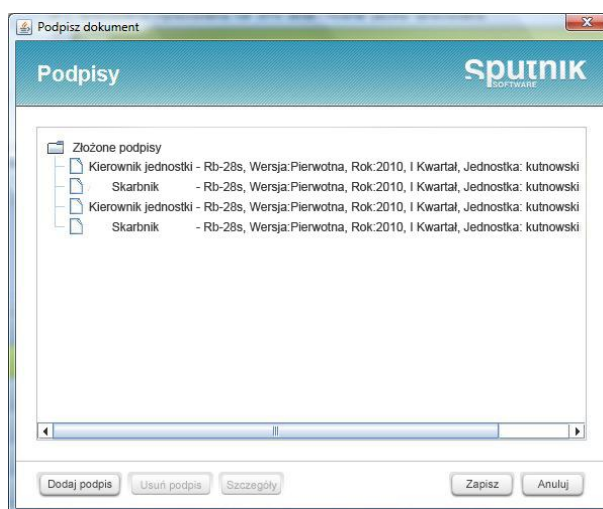 Podpisz dokument
Podpisy
Sputnik
SOFTWARE
Złożone podpisy
Kierownik jednostki - Rb-28s, Wersja:Pierwotna, Rok:2010, I Kwartał, Jednostka: kutnowski
Skarbnik - Rb-28s, Wersja:Pierwotna, Rok:2010, I Kwartał, Jednostka: kutnowski
Kierownik jednostki - Rb-28s, Wersja:Pierwotna, Rok:2010, I Kwartał, Jednostka: kutnowski
Skarbnik - Rb-28s, Wersja:Pierwotna, Rok:2010, I Kwartał, Jednostka: kutnowski
Dodaj podpis Usuń podpis Szczegóły Zapisz Anuluj